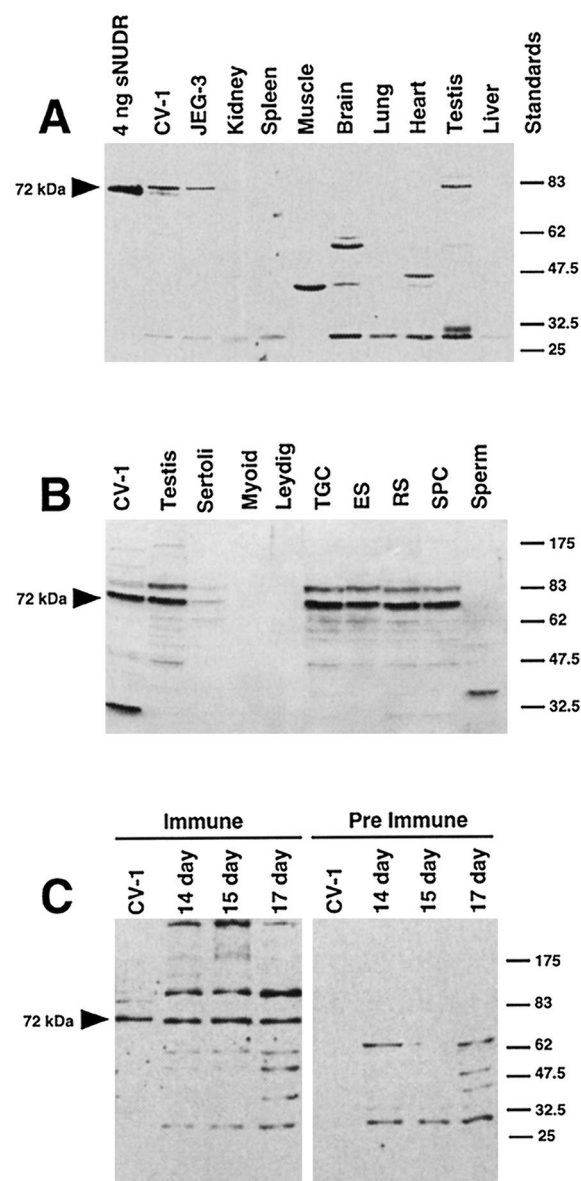 A
4 ng sNUDR
CV-1
JEG-3
Kidney
Spleen
Muscle
Brain
Lung
Heart
Testis
Liver
Standards
72 kDa
83
62
47.5
32.5
25
B
CV-1
Testis
Sertoli
Myoid
Leydig
TGC
ES
RS
SPC
Sperm
72 kDa
175
83
62
47.5
32.5
C
Immune
Pre Immune
CV-1
14 day
15 day
17 day
CV-1
14 day
15 day
17 day
72 kDa
175
83
62
47.5
32.5
25